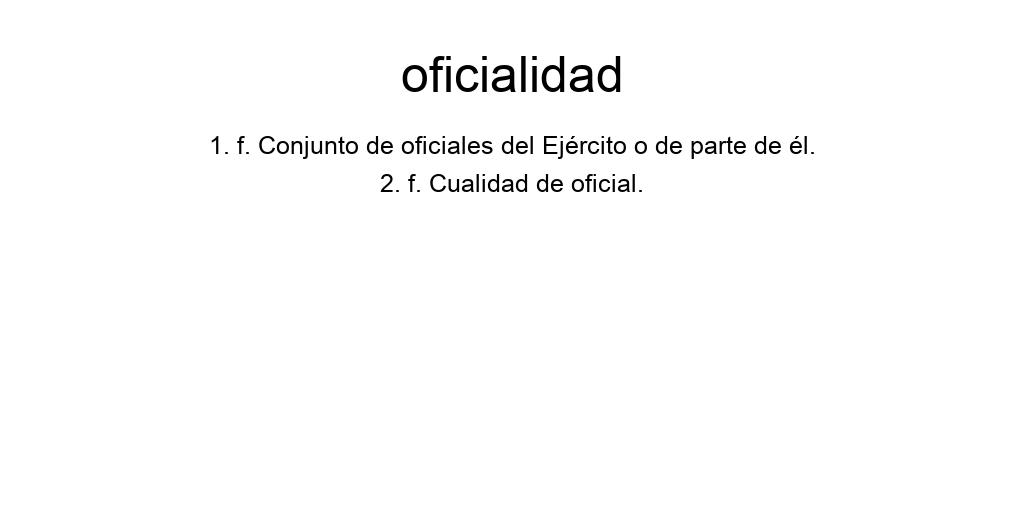 oficialidad
1. f. Conjunto de oficiales del Ejército o de parte de él.
2. f. Cualidad de oficial.